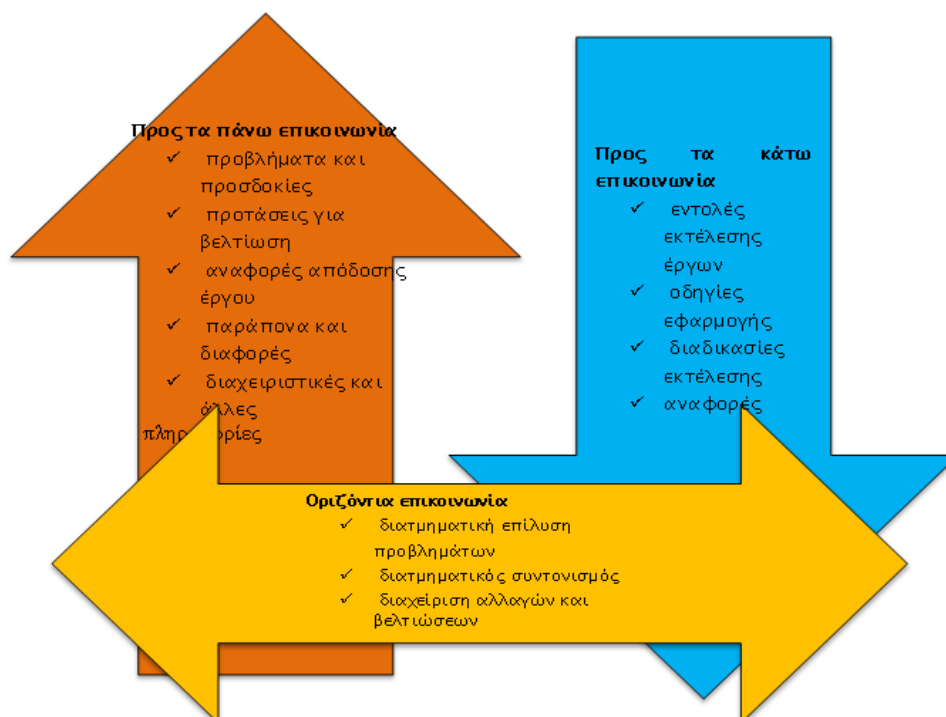 Προς τα πάνω επικοινωνία
✓ προβλήματα και
προσδοκίες
✓ προτάσεις για
βελτίωση
✓ αναφορές απόδοσης
έργου
✓ παράπονα και
διαφορές
✓ διαχειριστικές και
άλλες
πληροφορίες
Προς τα κάτω
επικοινωνία
✓ εντολές
εκτέλεσης
έργων
✓ οδηγίες
εφαρμογής
✓ διαδικασίες
εκτέλεσης
✓ αναφορές
Οριζόντια επικοινωνία
✓ διατμηματική επίλυση
προβλημάτων
✓ διατμηματικός συντονισμός
✓ διαχείριση αλλαγών και
βελτιώσεων